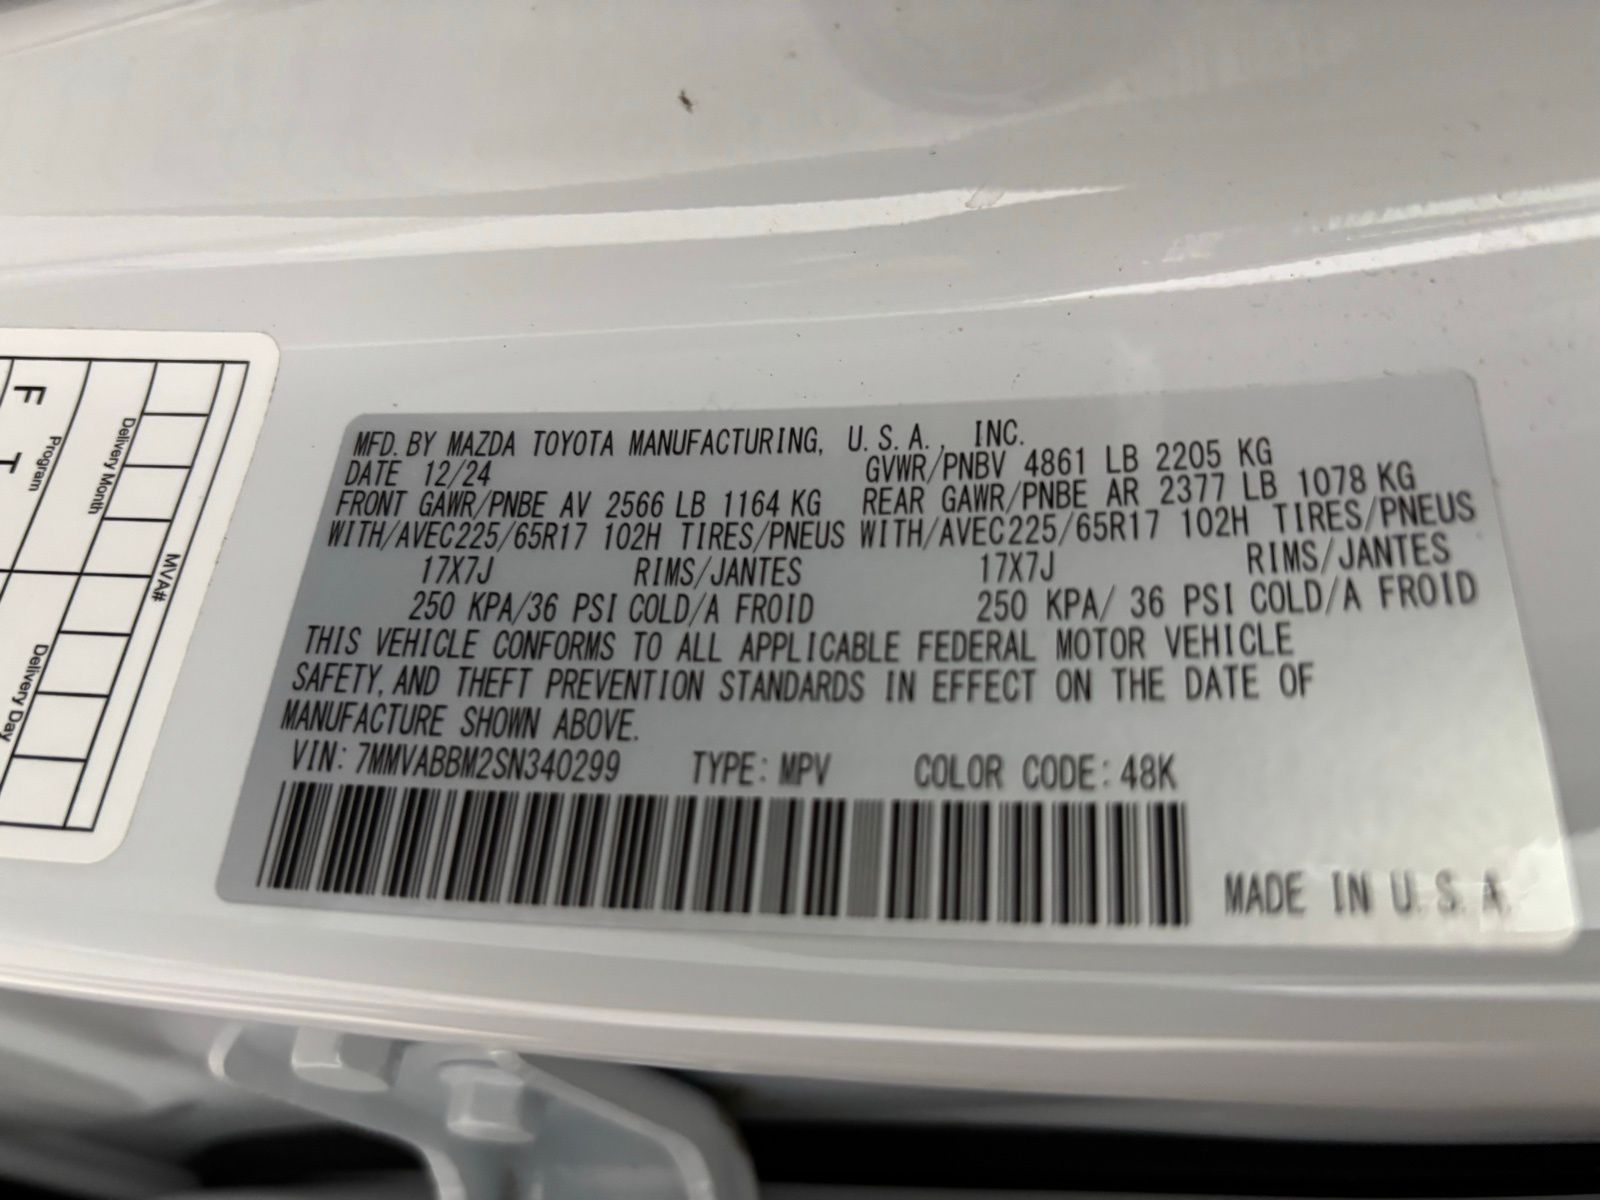 MFD. BY MAZDA TOYOTA MANUFACTURING, U.S.A., INC.
DATE 12/24 GVWR/PNBV 4861 LB 2205 KG
FRONT GAWR/PNBE AV 2566 LB 1164 KG REAR GAWR/PNBE AR 2377 LB 1078 KG
WITH/AVEC225/65R17 102H TIRES/PNEUS WITH/AVEC225/65R17 102H TIRES/PNEUS
17X7J RIMS/JANTES 17X7J RIMS/JANTES
250 KPA/36 PSI COLD/A FROID 250 KPA/ 36 PSI COLD/A FROID
THIS VEHICLE CONFORMS TO ALL APPLICABLE FEDERAL MOTOR VEHICLE
SAFETY, AND THEFT PREVENTION STANDARDS IN EFFECT ON THE DATE OF
MANUFACTURE SHOWN ABOVE.
VIN: 7MMVABBM2SN340299 TYPE: MPV COLOR CODE: 48K
MADE IN U.S.A.
MVA#
Delivery Month
Delivery Day
Program
F